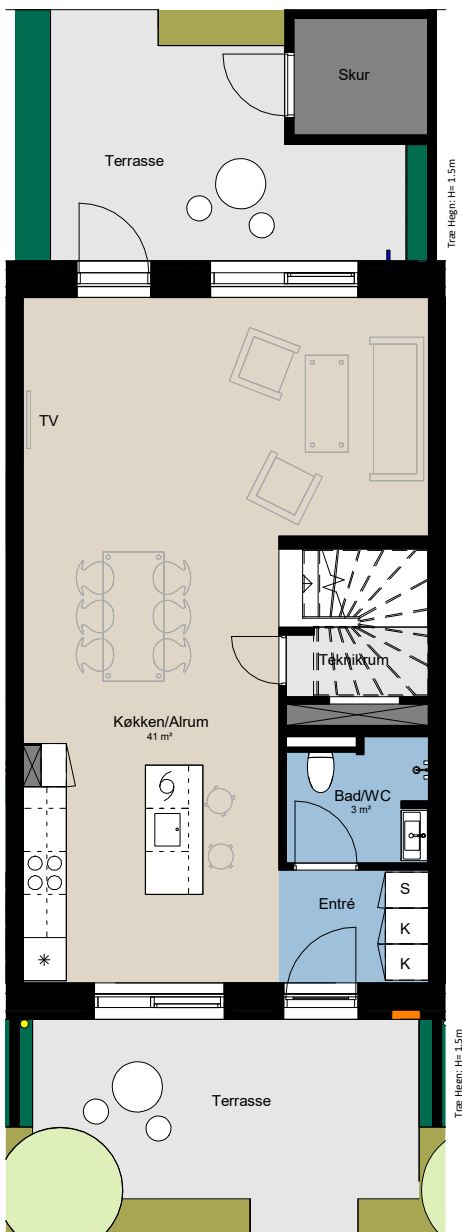 Skur
Terrasse
Træ Hegn: H= 1.5m
TV
Teknikrum
Køkken/Alrum
41 m²
Bad/WC
3 m²
S
Entré
K
K
Terrasse
Træ Hegn: H= 1.5m